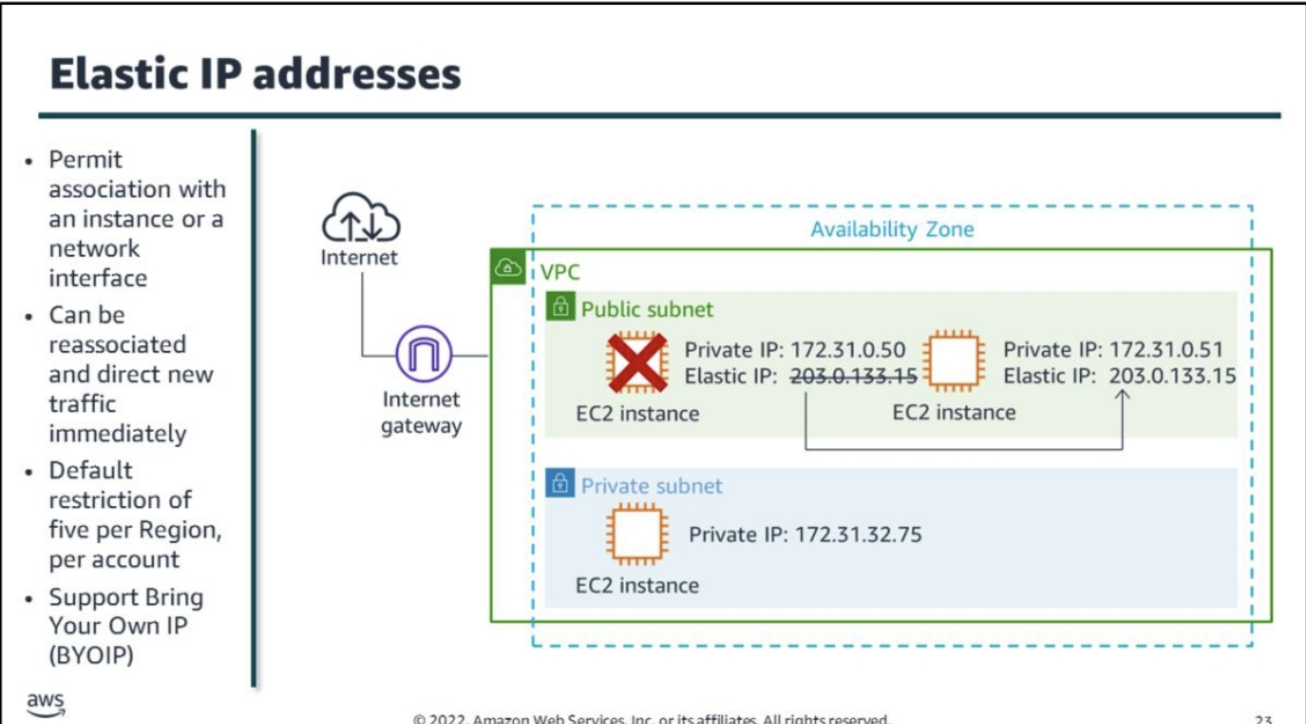 Elastic IP addresses
• Permit
association with
an instance or a
network
interface
• Can be
reassociated
and direct new
traffic
immediately
• Default
restriction of
five per Region,
per account
• Support Bring
Your Own IP
(BYOIP)
Internet
Internet
gateway
Availability Zone
VPC
Public subnet
Private IP: 172.31.0.50
Elastic IP: 203.0.133.15
EC2 instance
Private IP: 172.31.0.51
Elastic IP: 203.0.133.15
EC2 instance
Private subnet
Private IP: 172.31.32.75
EC2 instance
aws
© 2022, Amazon Web Services, Inc. or its affiliates. All rights reserved.
23